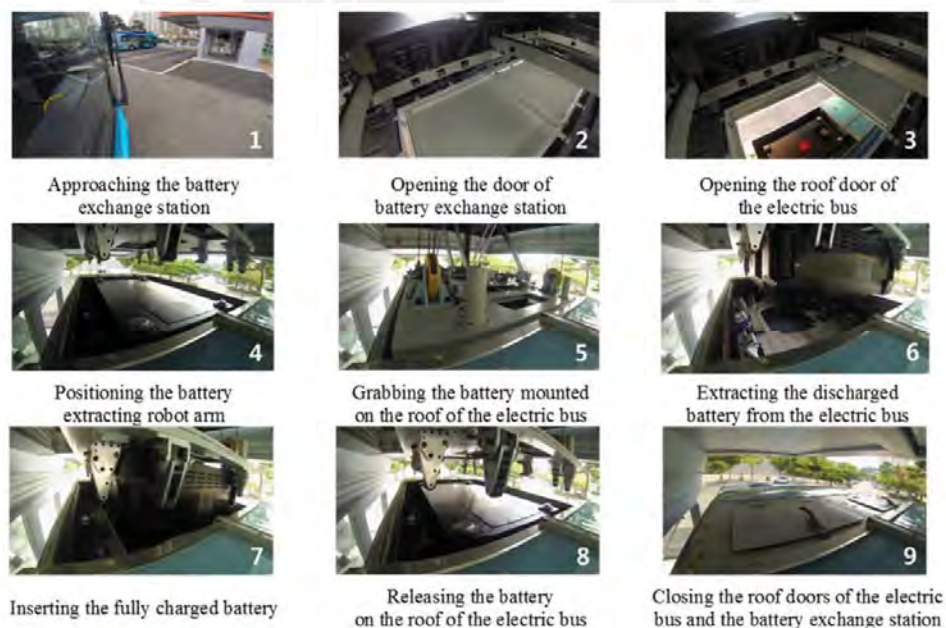 1
2
3
Approaching the battery
exchange station
Opening the door of
battery exchange station
Opening the roof door of
the electric bus
4
5
6
Positioning the battery
extracting robot arm
Grabbing the battery mounted
on the roof of the electric bus
Extracting the discharged
battery from the electric bus
7
8
9
Inserting the fully charged battery
Releasing the battery
on the roof of the electric bus
Closing the roof doors of the electric
bus and the battery exchange station